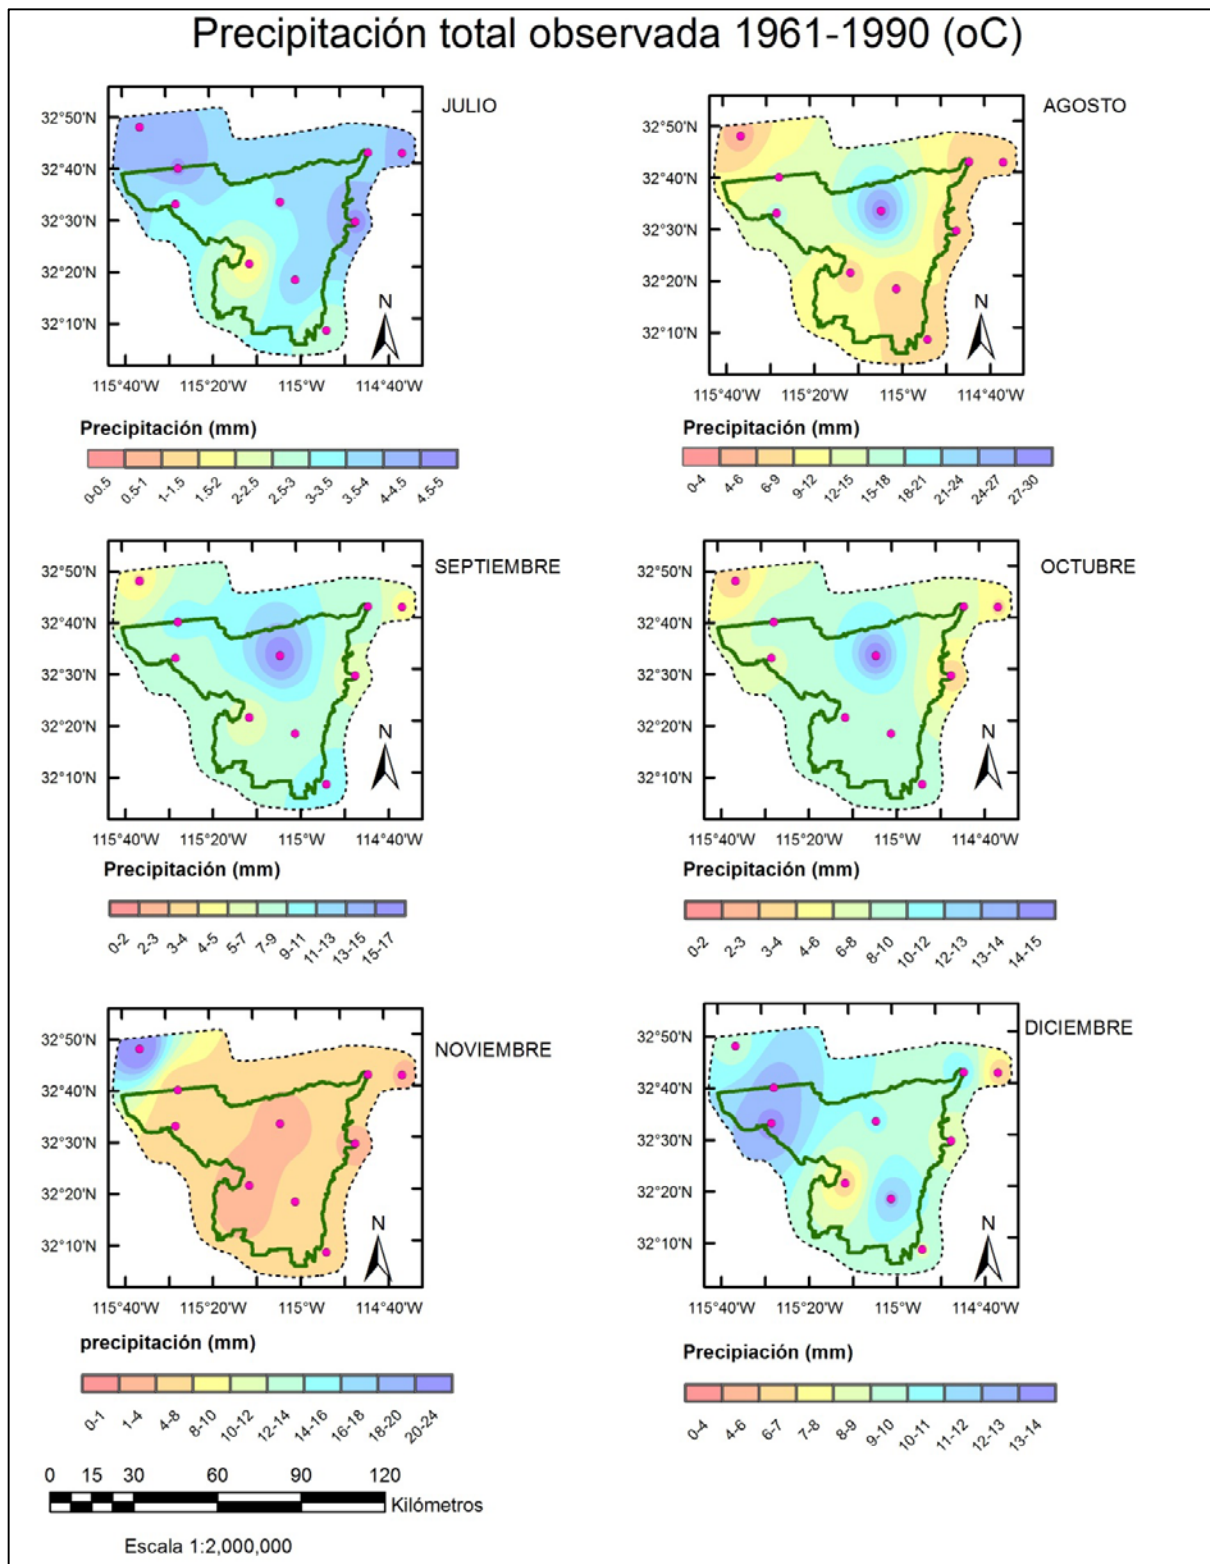 Precipitación total observada 1961-1990 (oC)
JULIO
32°50'N
32°40'N
32°30'N
32°20'N
32°10'N
N
115°40'W 115°20'W 115°W 114°40'W
Precipitación (mm)
0-0.5 0.5-1 1-1.5 1.5-2 2-2.5 2.5-3 3-3.5 3.5-4 4-4.5 4.5-5
AGOSTO
32°50'N
32°40'N
32°30'N
32°20'N
32°10'N
N
115°40'W 115°20'W 115°W 114°40'W
Precipitación (mm)
0-4 4-6 6-9 9-12 12-15 15-18 18-21 21-24 24-27 27-30
SEPTIEMBRE
32°50'N
32°40'N
32°30'N
32°20'N
32°10'N
N
115°40'W 115°20'W 115°W 114°40'W
Precipitación (mm)
0-2 2-3 3-4 4-5 5-7 7-9 9-11 11-13 13-15 15-17
OCTUBRE
32°50'N
32°40'N
32°30'N
32°20'N
32°10'N
N
115°40'W 115°20'W 115°W 114°40'W
Precipitación (mm)
0-2 2-3 3-4 4-6 6-8 8-10 10-12 12-13 13-14 14-15
NOVIEMBRE
32°50'N
32°40'N
32°30'N
32°20'N
32°10'N
N
115°40'W 115°20'W 115°W 114°40'W
precipitación (mm)
0-1 1-4 4-8 8-10 10-12 12-14 14-16 16-18 18-20 20-24
DICIEMBRE
32°50'N
32°40'N
32°30'N
32°20'N
32°10'N
N
115°40'W 115°20'W 115°W 114°40'W
Precipiación (mm)
0-4 4-6 6-7 7-8 8-9 9-10 10-11 11-12 12-13 13-14
0 15 30 60 90 120
Kilómetros
Escala 1:2,000,000